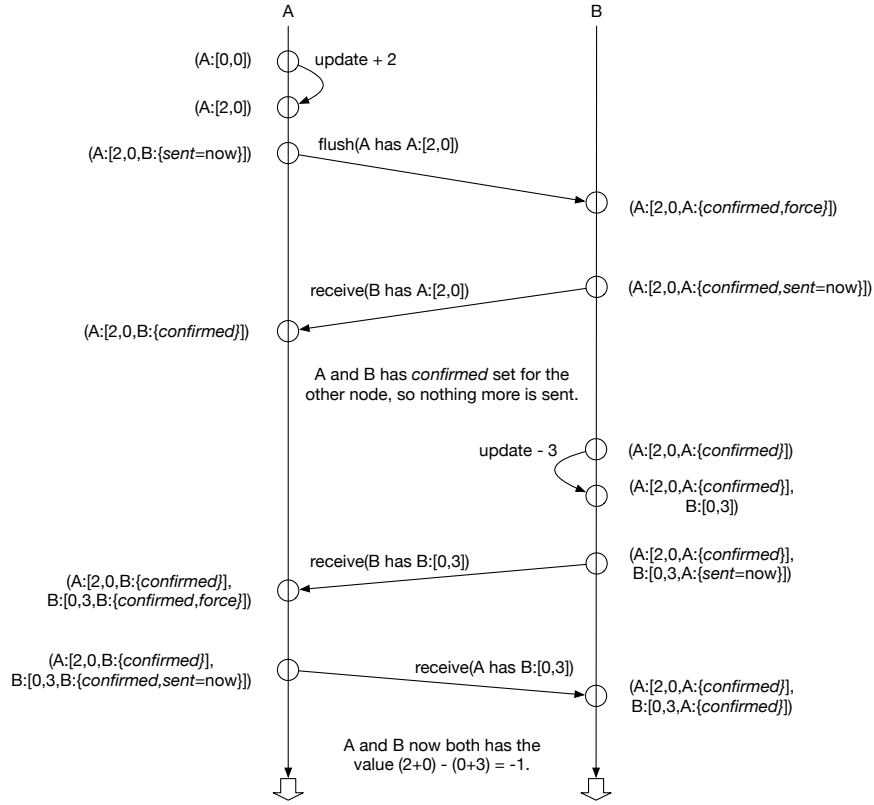 A B
(A:[0,0]) update + 2
(A:[2,0])
(A:[2,0,B:{sent=now}]) flush(A has A:[2,0])
(A:[2,0,A:{confirmed,force}])
receive(B has A:[2,0]) (A:[2,0,A:{confirmed,sent=now}])
(A:[2,0,B:{confirmed}])
A and B has confirmed set for the
other node, so nothing more is sent.
update - 3 (A:[2,0,A:{confirmed}])
(A:[2,0,A:{confirmed}],
B:[0,3])
receive(B has B:[0,3]) (A:[2,0,A:{confirmed}],
B:[0,3,A:{sent=now}])
(A:[2,0,B:{confirmed}],
B:[0,3,B:{confirmed,force}])
(A:[2,0,B:{confirmed}],
B:[0,3,B:{confirmed,sent=now}])
receive(A has B:[0,3])
(A:[2,0,A:{confirmed}],
B:[0,3,A:{confirmed}])
A and B now both has the
value (2+0) - (0+3) = -1.